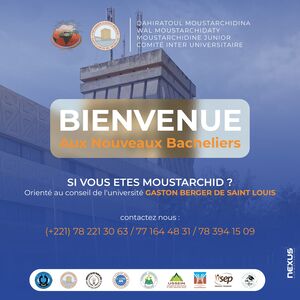 DAHIRATOUL MOUSTARCHIDINA
WAL MOUSTARCHIDATY
MOUSTARCHIDINE JUNIOR
COMITÉ INTER UNIVERSITAIRE
BIENVENUE
Aux Nouveaux Bacheliers
SI VOUS ETES MOUSTARCHID ?
Orienté au conseil de l'université GASTON BERGER DE SAINT LOUIS
contactez nous :
(+221) 78 221 30 63 / 77 164 48 31 / 78 394 15 09
NEXUS
USSEIN
isep